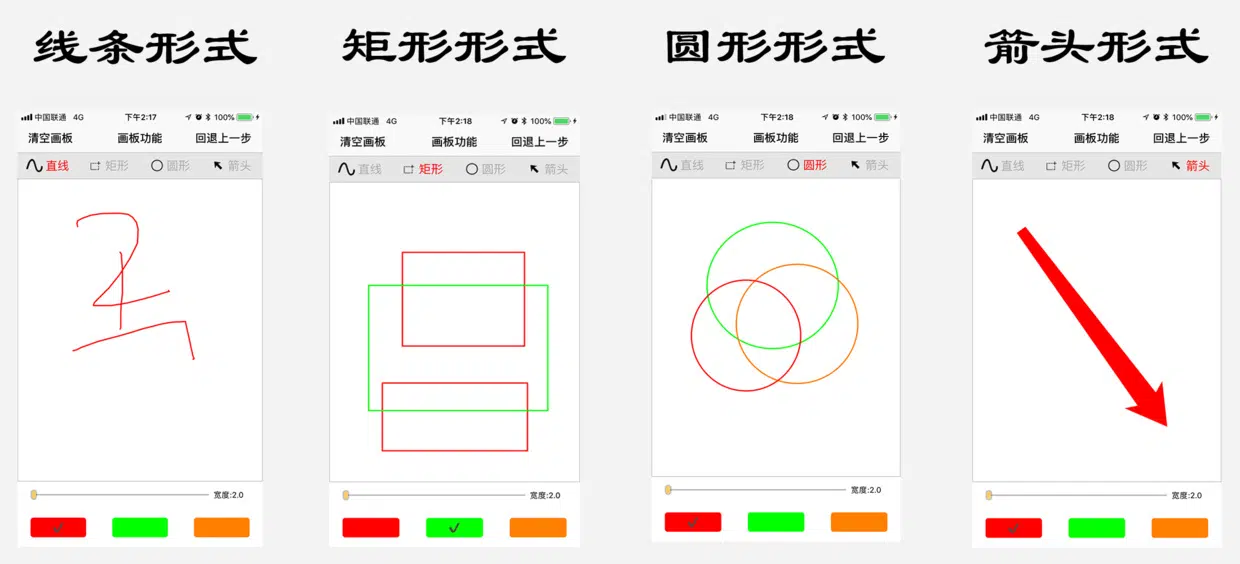 线条形式
矩形形式
圆形形式
箭头形式
中国联通 4G 下午2:17 100%
清空画板 画板功能 回退上一步
直线 矩形 圆形 箭头
宽度:2.0
中国联通 4G 下午2:18 100%
清空画板 画板功能 回退上一步
直线 矩形 圆形 箭头
宽度:2.0
中国联通 4G 下午2:18 100%
清空画板 画板功能 回退上一步
直线 矩形 圆形 箭头
宽度:2.0
中国联通 4G 下午2:18 100%
清空画板 画板功能 回退上一步
直线 矩形 圆形 箭头
宽度:2.0